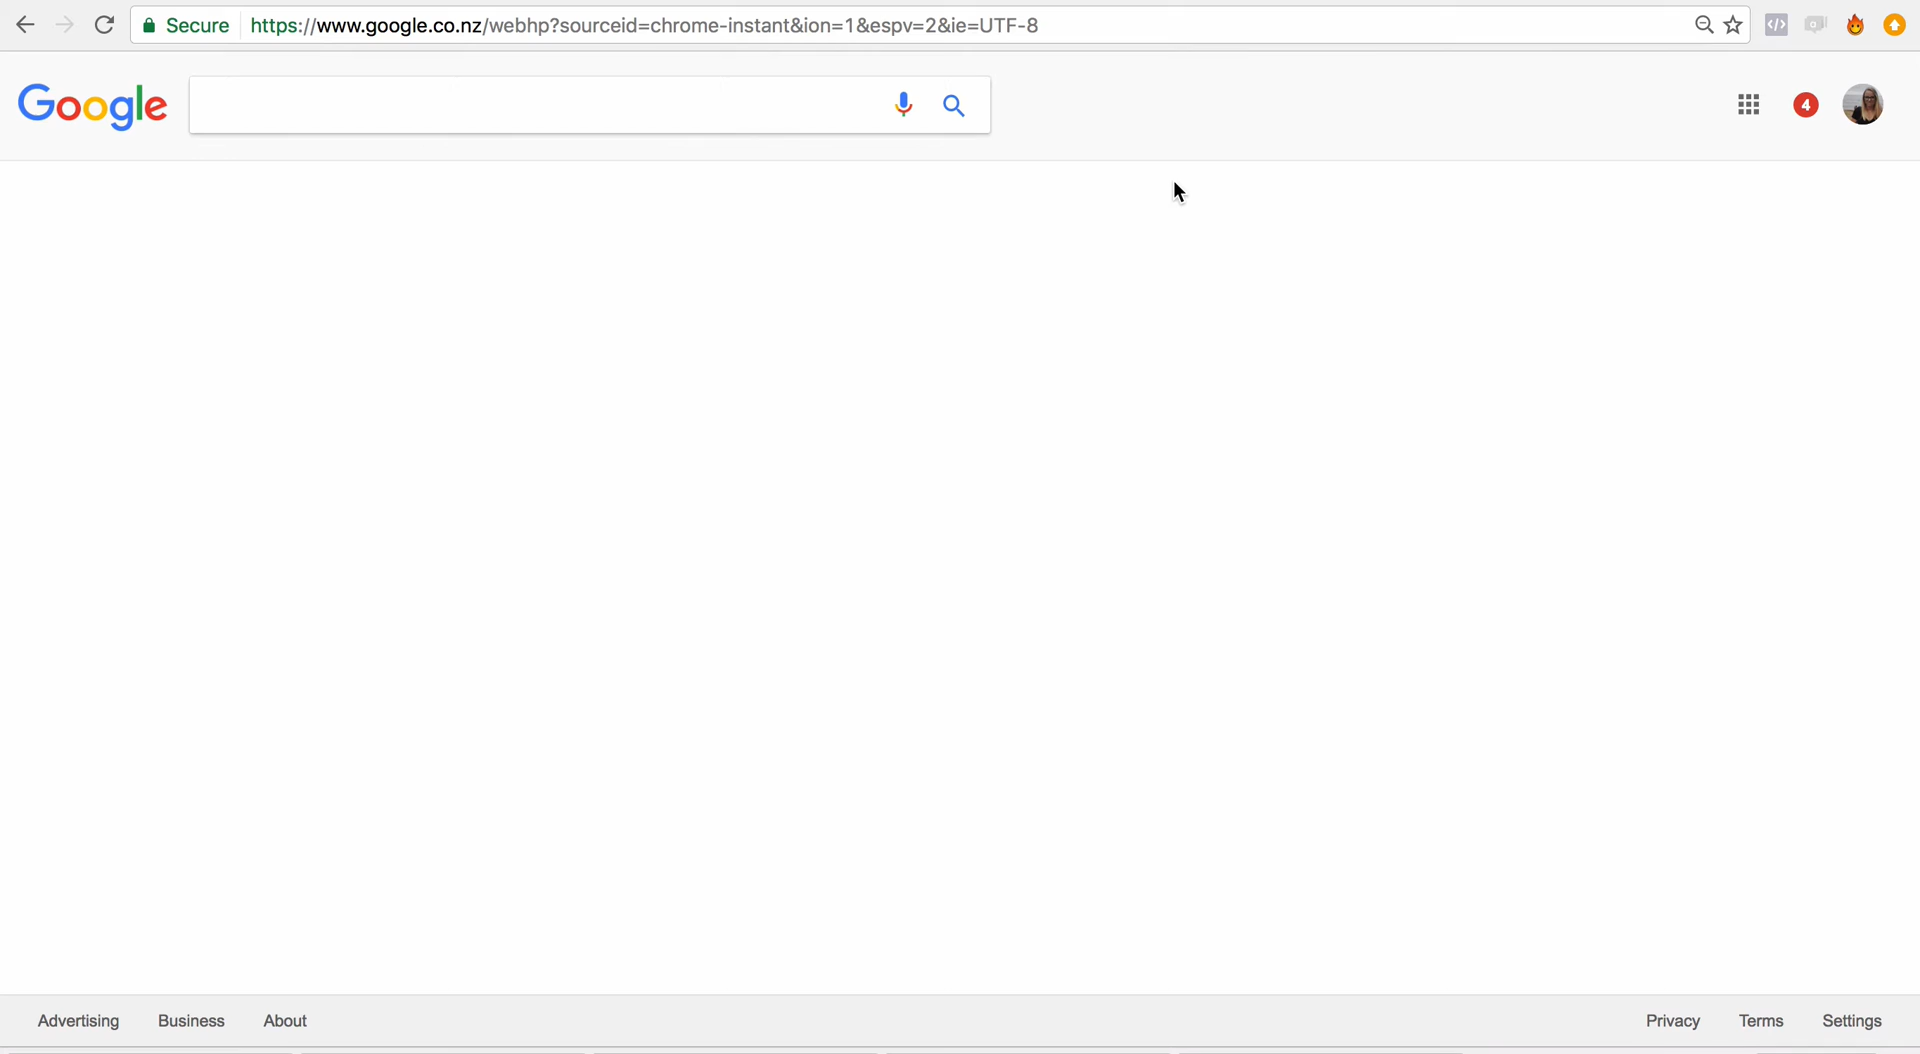 Secure https://www.google.co.nz/webhp?sourceid=chrome-instant&ion=1&espv=2&ie=UTF-8
Google 4
Advertising Business About Privacy Terms Settings